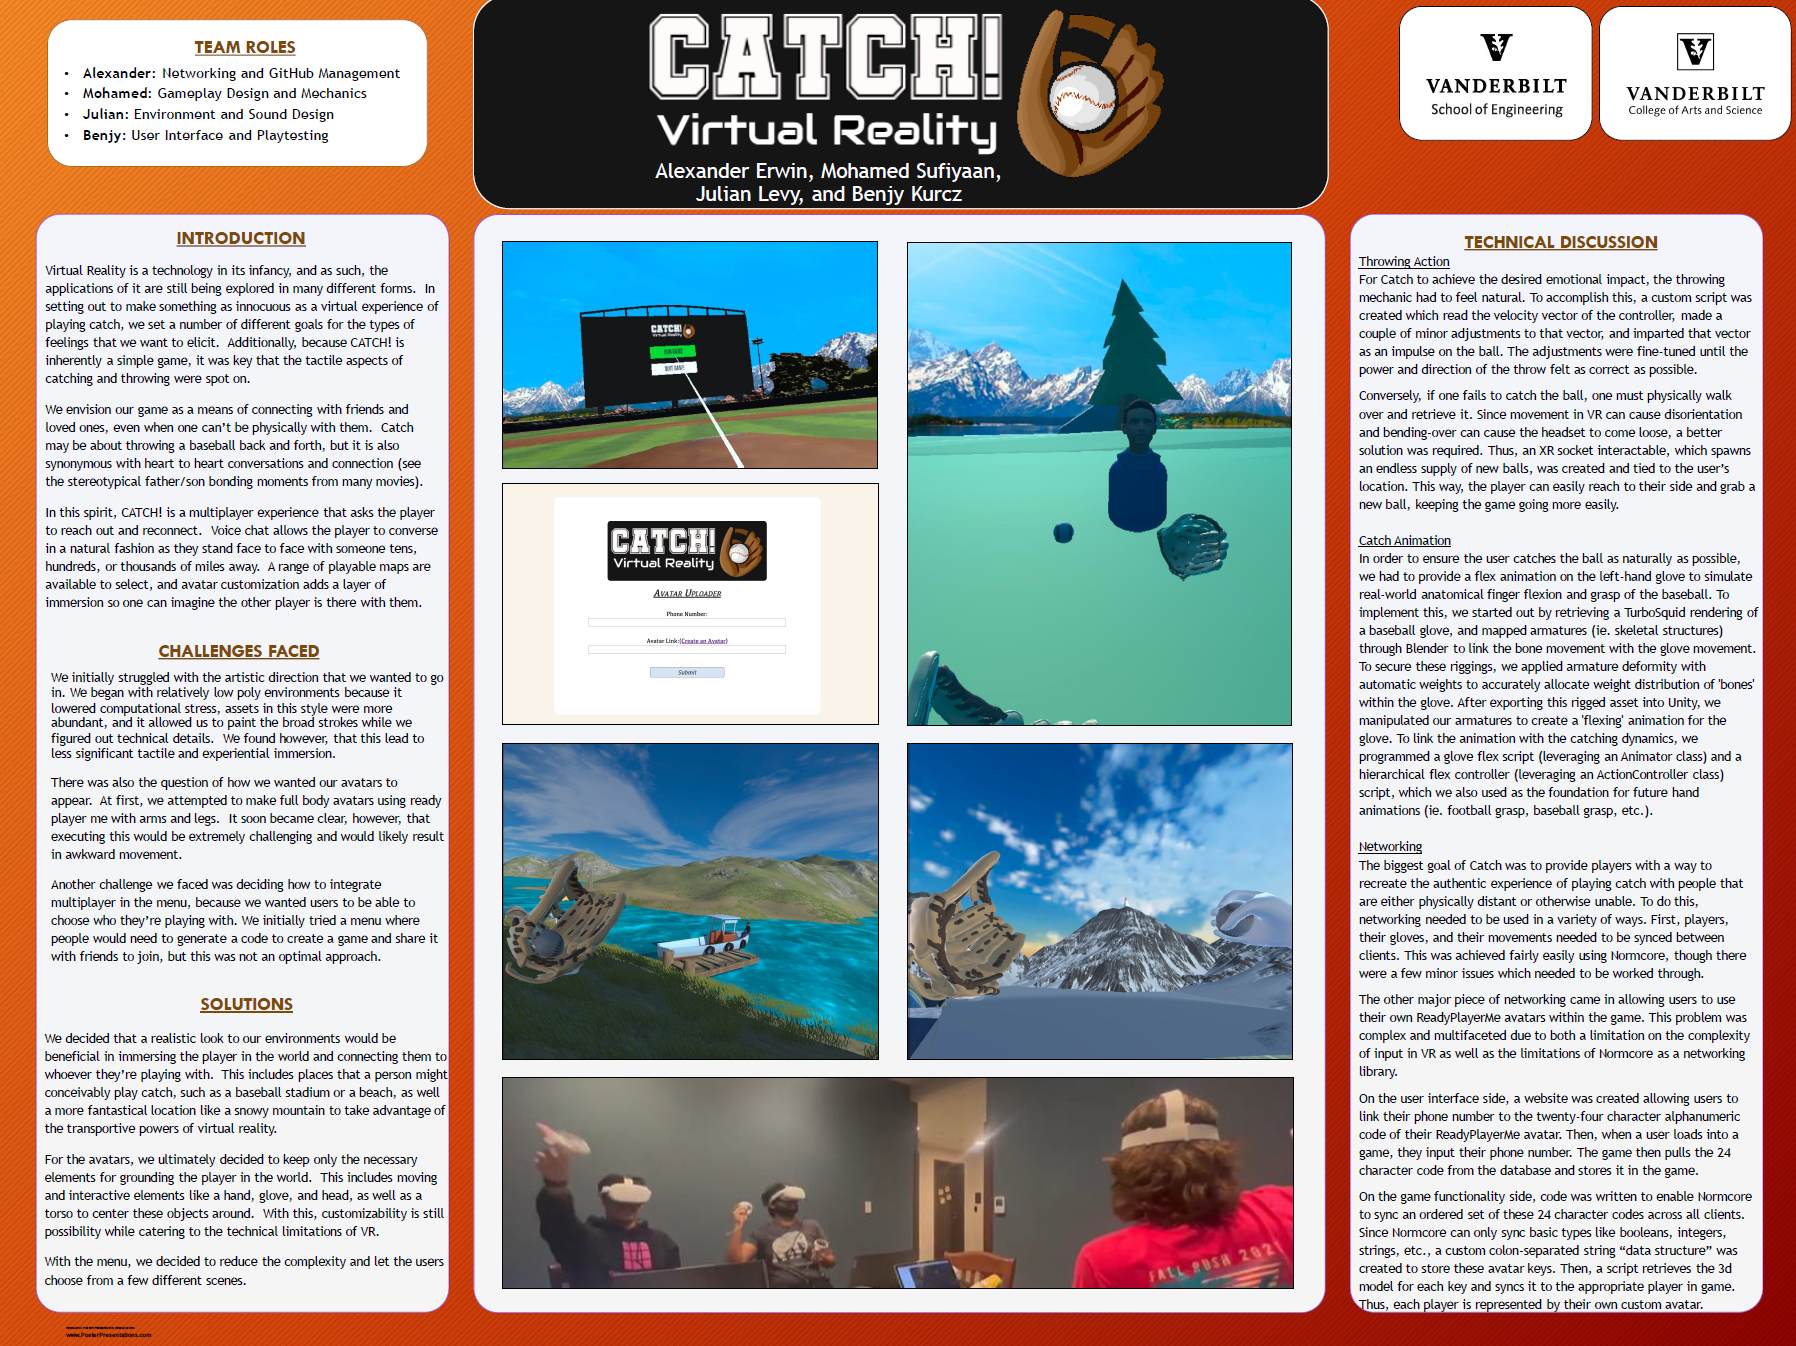 TEAM ROLES
• Alexander: Networking and GitHub Management
• Mohamed: Gameplay Design and Mechanics
• Julian: Environment and Sound Design
• Benjy: User Interface and Playtesting
CATCH!
Virtual Reality
Alexander Erwin, Mohamed Sufiyaan,
Julian Levy, and Benjy Kurcz
V
VANDERBILT
School of Engineering
V
VANDERBILT
College of Arts and Science
INTRODUCTION
Virtual Reality is a technology in its infancy, and as such, the
applications of it are still being explored in many different forms.  In
setting out to make something as innocuous as a virtual experience of
playing catch, we set a number of different goals for the types of
feelings that we want to elicit.  Additionally, because CATCH! is
inherently a simple game, it was key that the tactile aspects of
catching and throwing were spot on.
We envision our game as a means of connecting with friends and
loved ones, even when one can't be physically with them.  Catch
may be about throwing a baseball back and forth, but it is also
synonymous with heart to heart conversations and connection (see
the stereotypical father/son bonding moments from many movies).
In this spirit, CATCH! is a multiplayer experience that asks the player
to reach out and reconnect.  Voice chat allows the player to converse
in a natural fashion as they stand face to face with someone tens,
hundreds, or thousands of miles away.  A range of playable maps are
available to select, and avatar customization adds a layer of
immersion so one can imagine the other player is there with them.
CHALLENGES FACED
We initially struggled with the artistic direction that we wanted to go
in. We began with relatively low poly environments because it
lowered computational stress, assets in this style were more
abundant, and it allowed us to paint the broad strokes while we
figured out technical details.  We found however, that this lead to
less significant tactile and experiential immersion.
There was also the question of how we wanted our avatars to
appear.  At first, we attempted to make full body avatars using ready
player me with arms and legs.  It soon became clear, however, that
executing this would be extremely challenging and would likely result
in awkward movement.
Another challenge we faced was deciding how to integrate
multiplayer in the menu, because we wanted users to be able to
choose who they're playing with. We initially tried a menu where
people would need to generate a code to create a game and share it
with friends to join, but this was not an optimal approach.
SOLUTIONS
We decided that a realistic look to our environments would be
beneficial in immersing the player in the world and connecting them to
whoever they're playing with.  This includes places that a person might
conceivably play catch, such as a baseball stadium or a beach, as well
a more fantastical location like a snowy mountain to take advantage of
the transportive powers of virtual reality.
For the avatars, we ultimately decided to keep only the necessary
elements for grounding the player in the world.  This includes moving
and interactive elements like a hand, glove, and head, as well as a
torso to center these objects around.  With this, customizability is still
possibility while catering to the technical limitations of VR.
With the menu, we decided to reduce the complexity and let the users
choose from a few different scenes.
www.PosterPresentations.com
CATCH!
Virtual Reality
QUIT GAME
CATCH!
Virtual Reality
AVATAR UPLOADER
Phone Number:
Avatar Link:(Create an Avatar)
Submit
FALL RUSH 202
TECHNICAL DISCUSSION
Throwing Action
For Catch to achieve the desired emotional impact, the throwing
mechanic had to feel natural. To accomplish this, a custom script was
created which read the velocity vector of the controller, made a
couple of minor adjustments to that vector, and imparted that vector
as an impulse on the ball. The adjustments were fine-tuned until the
power and direction of the throw felt as correct as possible.
Conversely, if one fails to catch the ball, one must physically walk
over and retrieve it. Since movement in VR can cause disorientation
and bending-over can cause the headset to come loose, a better
solution was required. Thus, an XR socket interactable, which spawns
an endless supply of new balls, was created and tied to the user's
location. This way, the player can easily reach to their side and grab a
new ball, keeping the game going more easily.
Catch Animation
In order to ensure the user catches the ball as naturally as possible,
we had to provide a flex animation on the left-hand glove to simulate
real-world anatomical finger flexion and grasp of the baseball. To
implement this, we started out by retrieving a TurboSquid rendering of
a baseball glove, and mapped armatures (ie. skeletal structures)
through Blender to link the bone movement with the glove movement.
To secure these riggings, we applied armature deformity with
automatic weights to accurately allocate weight distribution of 'bones'
within the glove. After exporting this rigged asset into Unity, we
manipulated our armatures to create a 'flexing' animation for the
glove. To link the animation with the catching dynamics, we
programmed a glove flex script (leveraging an Animator class) and a
hierarchical flex controller (leveraging an ActionController class)
script, which we also used as the foundation for future hand
animations (ie. football grasp, baseball grasp, etc.).
Networking
The biggest goal of Catch was to provide players with a way to
recreate the authentic experience of playing catch with people that
are either physically distant or otherwise unable. To do this,
networking needed to be used in a variety of ways. First, players,
their gloves, and their movements needed to be synced between
clients. This was achieved fairly easily using Normcore, though there
were a few minor issues which needed to be worked through.
The other major piece of networking came in allowing users to use
their own ReadyPlayerMe avatars within the game. This problem was
complex and multifaceted due to both a limitation on the complexity
of input in VR as well as the limitations of Normcore as a networking
library.
On the user interface side, a website was created allowing users to
link their phone number to the twenty-four character alphanumeric
code of their ReadyPlayerMe avatar. Then, when a user loads into a
game, they input their phone number. The game then pulls the 24
character code from the database and stores it in the game.
On the game functionality side, code was written to enable Normcore
to sync an ordered set of these 24 character codes across all clients.
Since Normcore can only sync basic types like booleans, integers,
strings, etc., a custom colon-separated string “data structure” was
created to store these avatar keys. Then, a script retrieves the 3d
model for each key and syncs it to the appropriate player in game.
Thus, each player is represented by their own custom avatar.